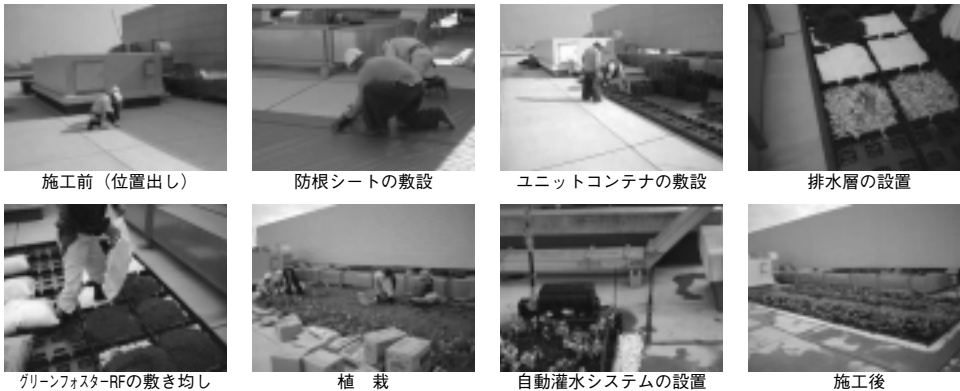 施工前（位置出し）
防根シートの敷設
ユニットコンテナの敷設
排水層の設置
ｸﾞﾘｰﾝﾌｫｽﾀｰRFの敷き均し
植　栽
自動灌水システムの設置
施工後